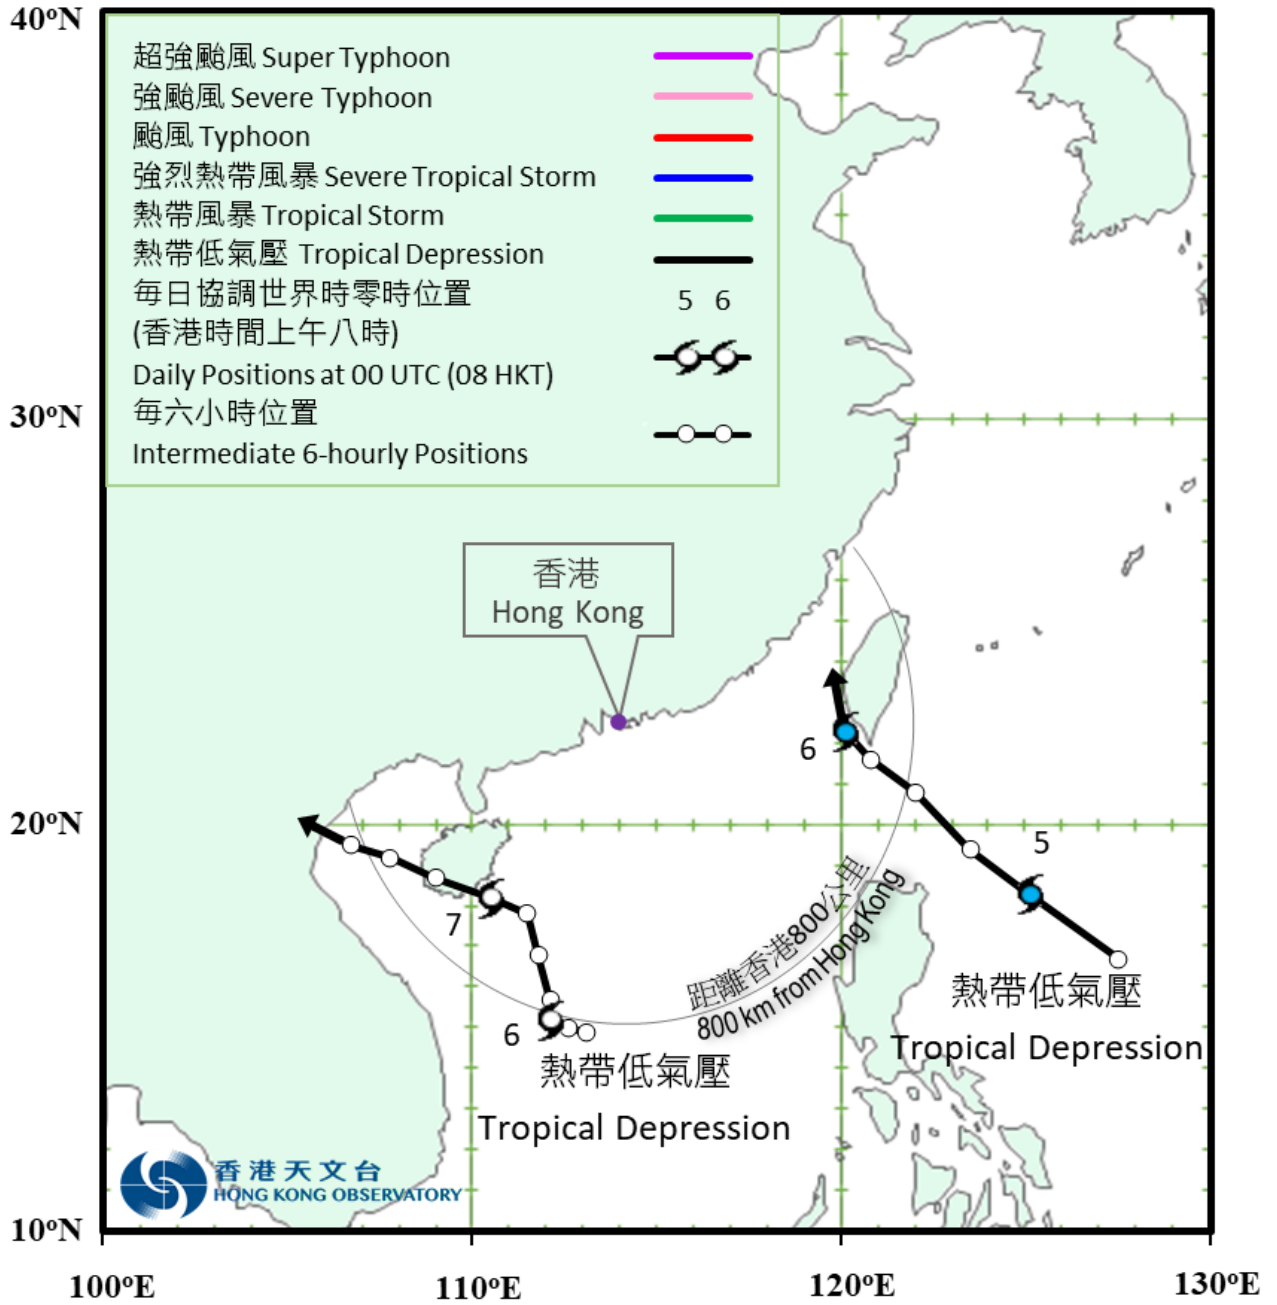 40ºN
超強颱風 Super Typhoon
強颱風 Severe Typhoon
颱風 Typhoon
強烈熱帶風暴 Severe Tropical Storm
熱帶風暴 Tropical Storm
熱帶低氣壓 Tropical Depression
每日協調世界時零時位置
5 6
(香港時間上午八時)
Daily Positions at 00 UTC (08 HKT)
每六小時位置
Intermediate 6-hourly Positions
30ºN
香港
Hong Kong
6
20ºN
5
7
距離香港800公里
800 km from Hong Kong
熱帶低氣壓
Tropical Depression
6
熱帶低氣壓
Tropical Depression
香港天文台
HONG KONG OBSERVATORY
10ºN
100ºE
110ºE
120ºE
130ºE